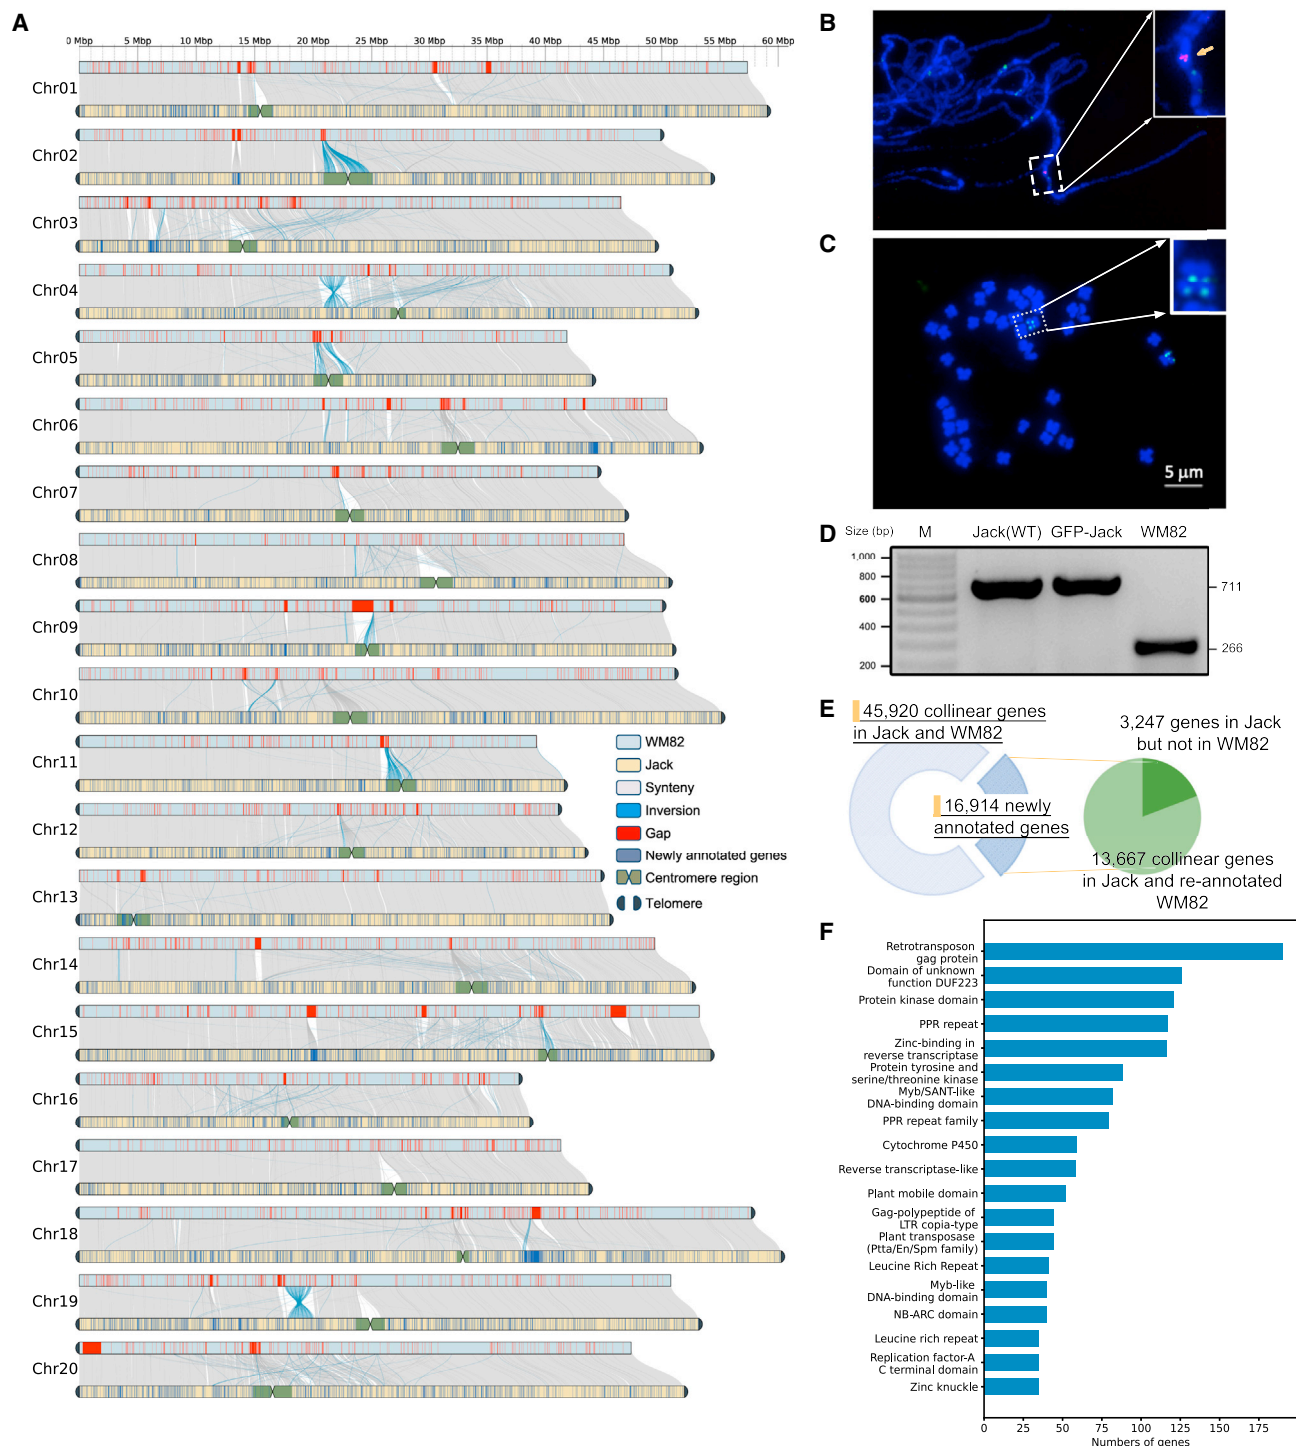 A
0 Mbp 5 Mbp 10 Mbp 15 Mbp 20 Mbp 25 Mbp 30 Mbp 35 Mbp 40 Mbp 45 Mbp 50 Mbp 55 Mbp 60 Mbp
Chr01
Chr02
Chr03
Chr04
Chr05
Chr06
Chr07
Chr08
Chr09
Chr10
Chr11
Chr12
Chr13
Chr14
Chr15
Chr16
Chr17
Chr18
Chr19
Chr20
WM82
Jack
Synteny
Inversion
Gap
Newly annotated genes
Centromere region
Telomere
B
C
5 μm
D
Size (bp) M Jack(WT) GFP-Jack WM82
1,000
800
600
400
200
711
266
E
45,920 collinear genes
in Jack and WM82
16,914 newly
annotated genes
3,247 genes in Jack
but not in WM82
13,667 collinear genes
in Jack and re-annotated
WM82
F
Retrotransposon
gag protein
Domain of unknown
function DUF223
Protein kinase domain
PPR repeat
Zinc-binding in
reverse transcriptase
Protein tyrosine and
serine/threonine kinase
Myb/SANT-like
DNA-binding domain
PPR repeat family
Cytochrome P450
Reverse transcriptase-like
Plant mobile domain
Gag-polypeptide of
LTR copia-type
Plant transposase
(Ptta/En/Spm family)
Leucine Rich Repeat
Myb-like
DNA-binding domain
NB-ARC domain
Leucine rich repeat
Replication factor-A
C terminal domain
Zinc knuckle
0 25 50 75 100 125 150 175
Numbers of genes